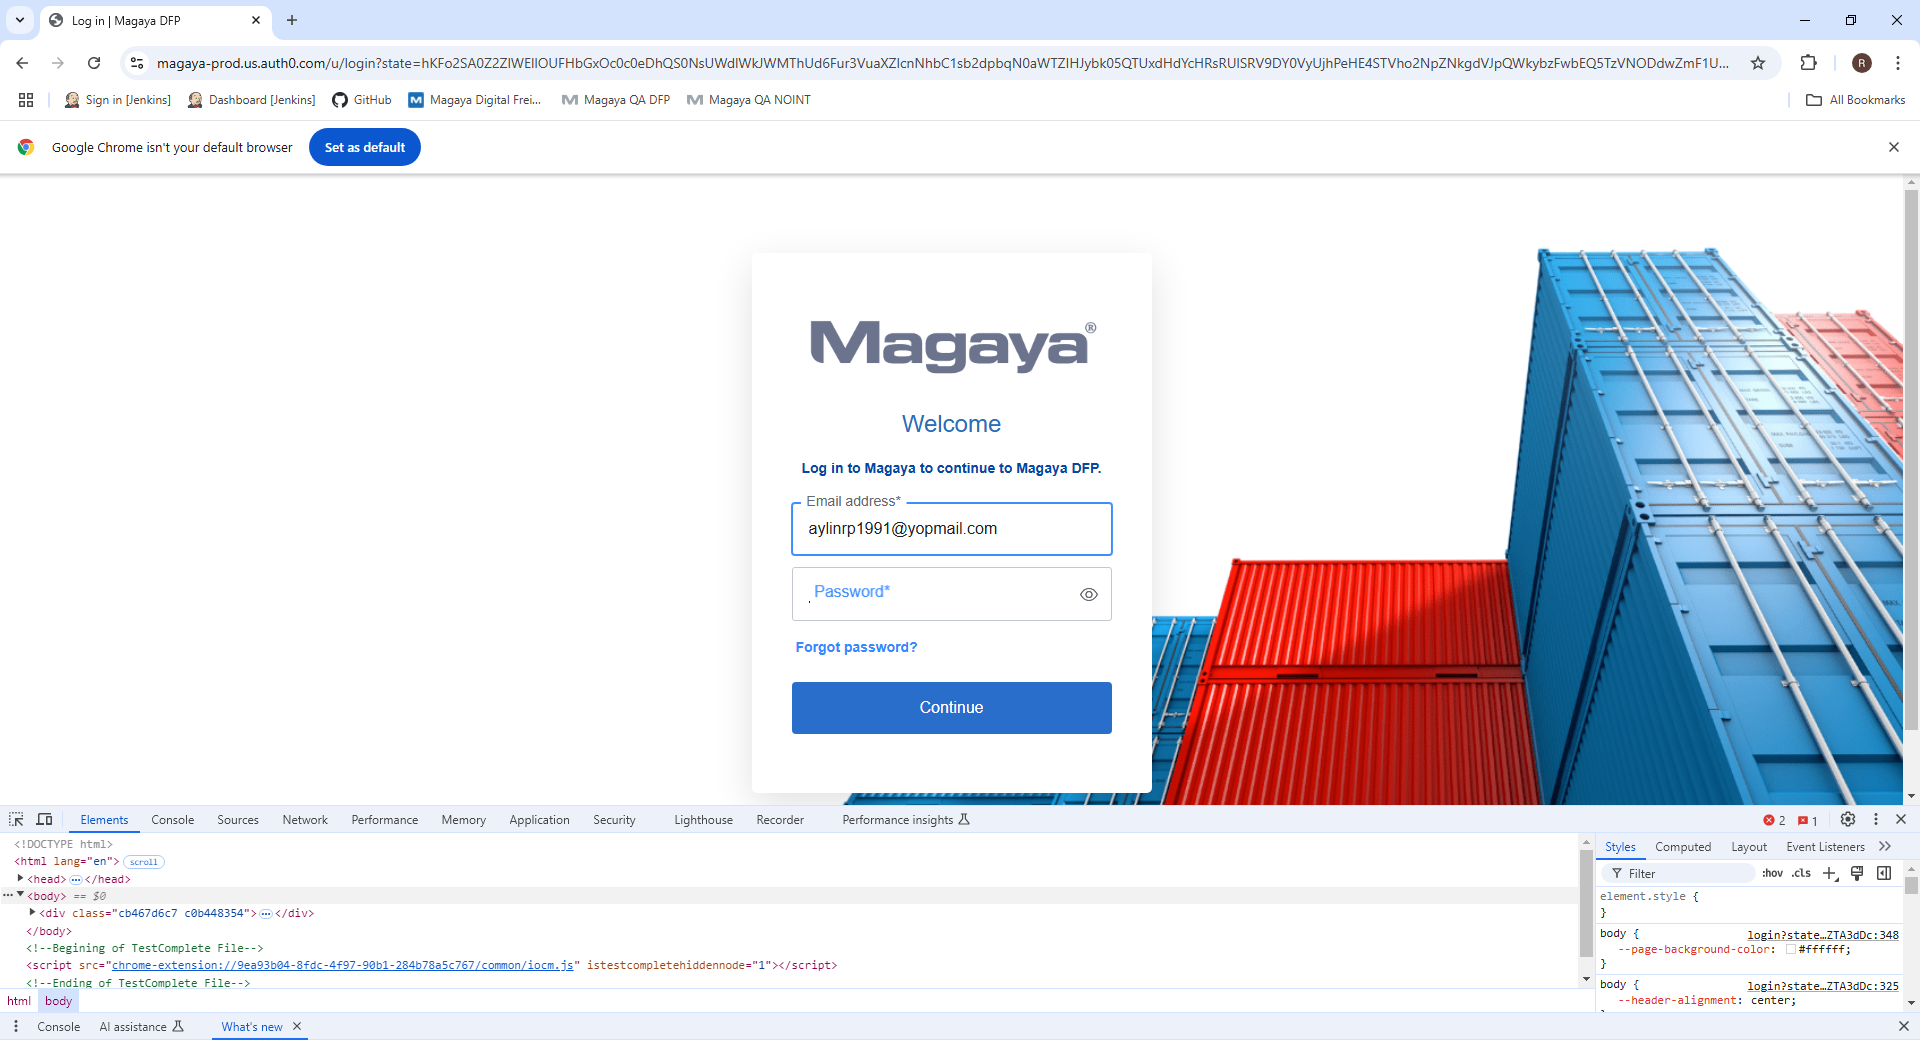 Log in | Magaya DFP
magaya-prod.us.auth0.com/u/login?state=
Sign in [Jenkins]
Dashboard [Jenkins]
GitHub
Magaya Digital Frei...
Magaya QA DFP
Magaya QA NOINT
All Bookmarks
R
Google Chrome isn't your default browser
Set as default
Magaya®
Welcome
Log in to Magaya to continue to Magaya DFP.
Email address*
aylinrp1991@yopmail.com
Password*
Forgot password?
Continue
Elements Console Sources Network Performance Memory Application Security Lighthouse Recorder Performance insights
2 1
<!DOCTYPE html>
<html lang="en"> scroll
<head> ... </head>
... <body> == $0
<div class="cb467d6c7 c0b448354"> ... </div>
</body>
<!--Begining of TestComplete File-->
<script src="chrome-extension://9ea93b04-8fdc-4f97-90b1-284b78a5c767/common/iocm.js" istestcompletehiddennode="1"></script>
<!--Ending of TestComplete File-->
html body
Styles Computed Layout Event Listeners
Filter :hov .cls
element.style {
}
body { login?state…ZTA3dDc:348
--page-background-color: #ffffff;
}
body { login?state…ZTA3dDc:325
--header-alignment: center;
Console AI assistance What's new